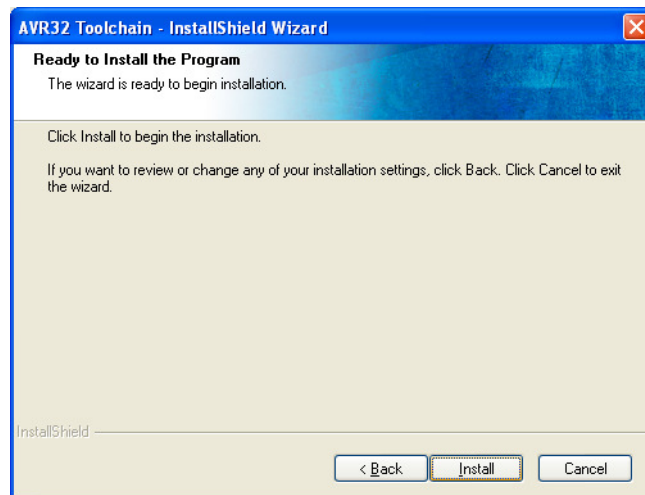 AVR32 Toolchain - InstallShield Wizard
Ready to Install the Program
The wizard is ready to begin installation.
Click Install to begin the installation.
If you want to review or change any of your installation settings, click Back. Click Cancel to exit
the wizard.
InstallShield
< Back Install Cancel